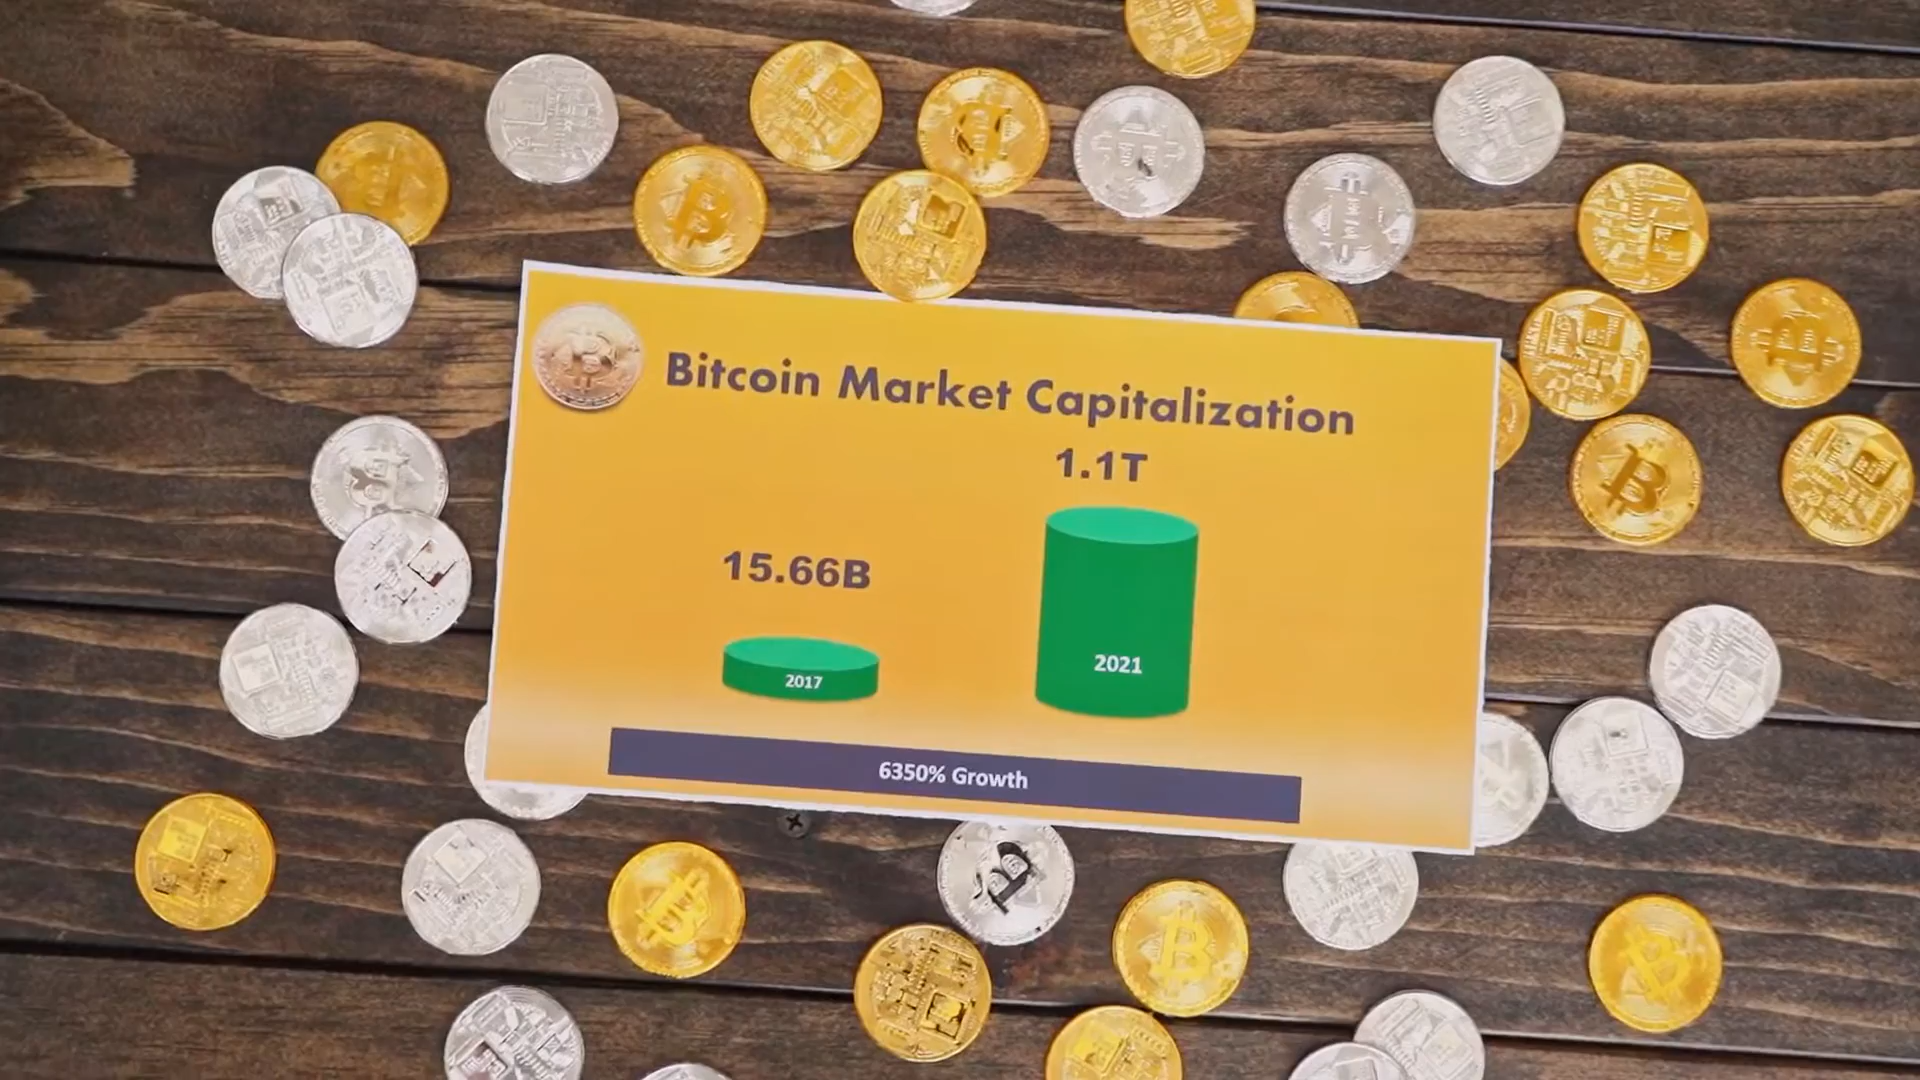 Bitcoin Market Capitalization
1.1T
15.66B
2017
2021
6350% Growth